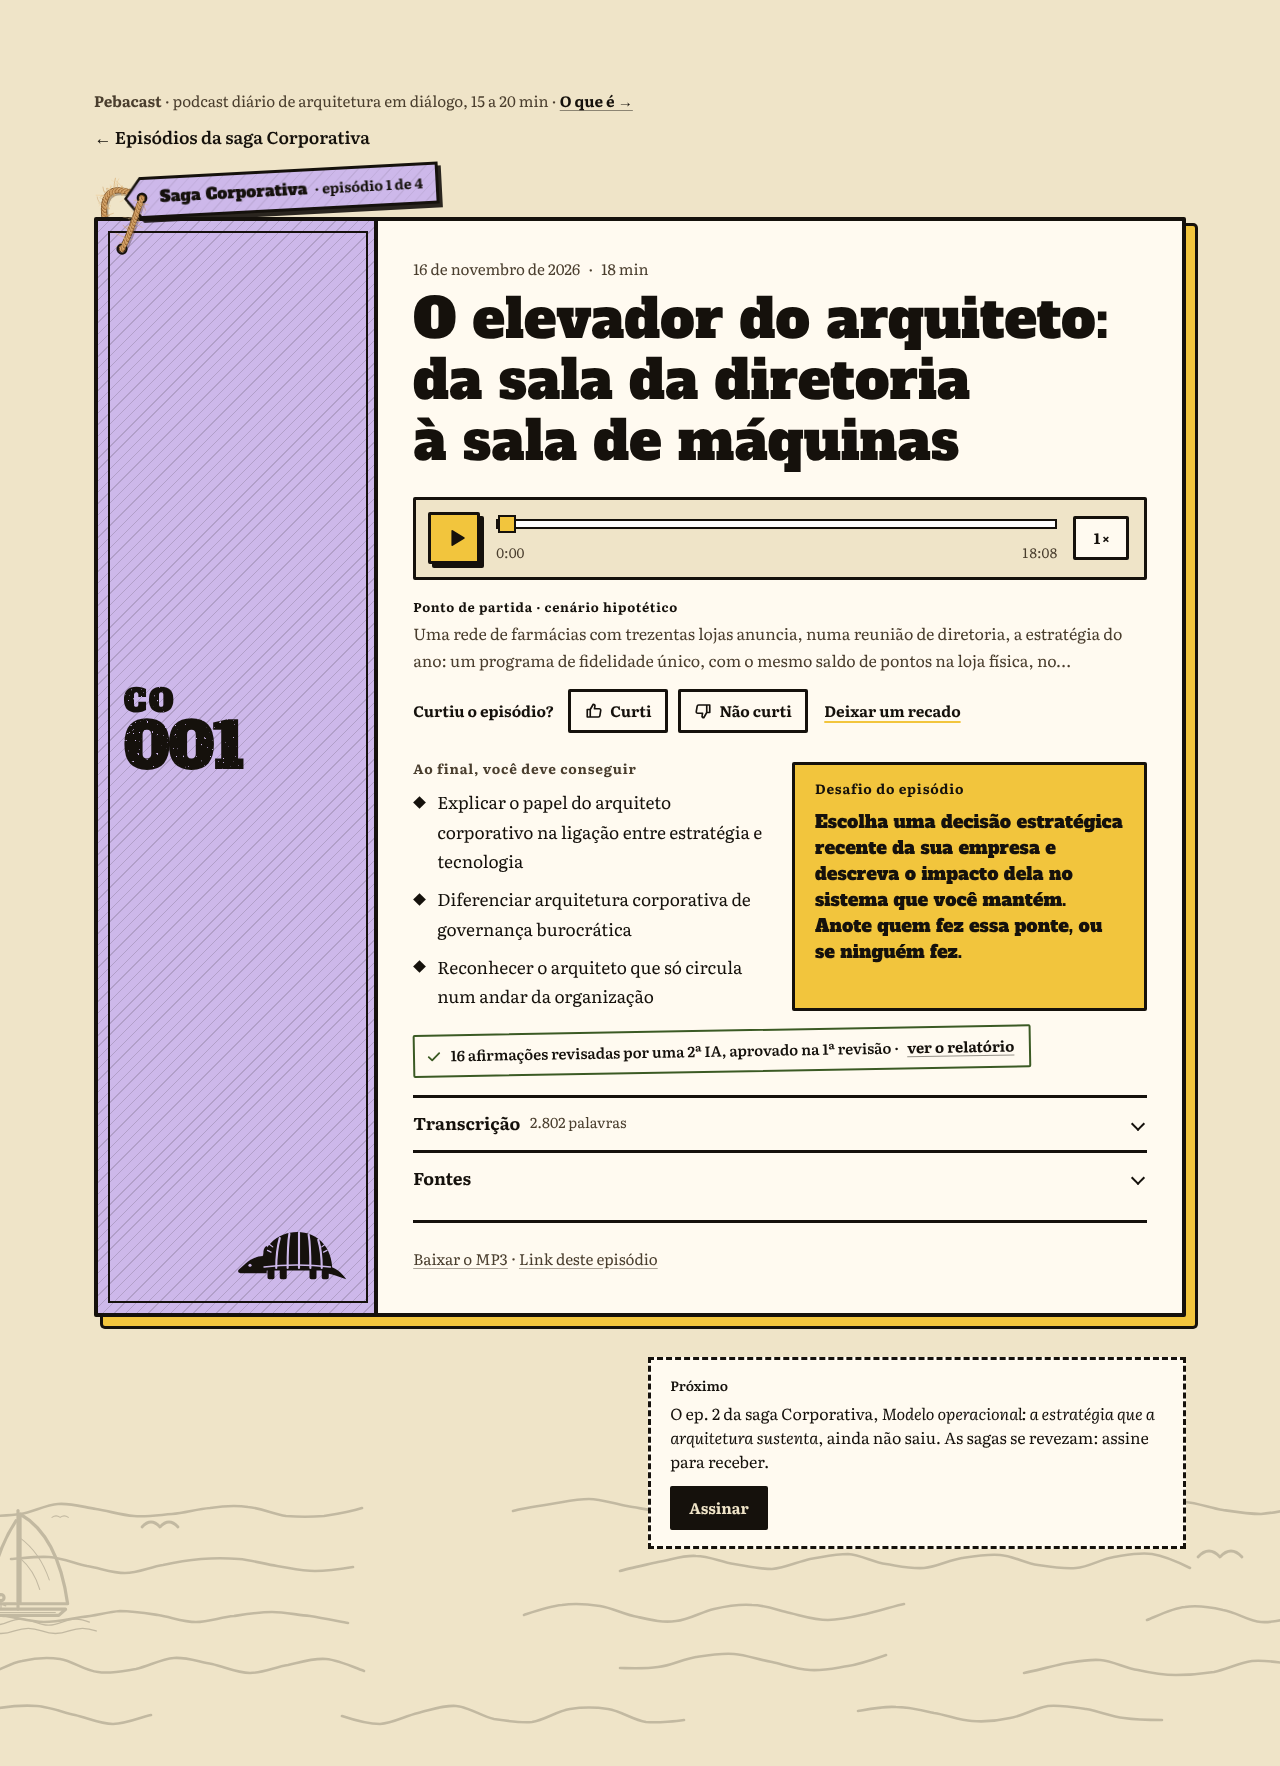 Pebacast · podcast diário de arquitetura em diálogo, 15 a 20 min · O que é →
← Episódios da saga Corporativa
Saga Corporativa · episódio 1 de 4
CO
001
16 de novembro de 2026 · 18 min
O elevador do arquiteto:
da sala da diretoria
à sala de máquinas
0:00
18:08
1×
Ponto de partida · cenário hipotético
Uma rede de farmácias com trezentas lojas anuncia, numa reunião de diretoria, a estratégia do
ano: um programa de fidelidade único, com o mesmo saldo de pontos na loja física, no…
Curtiu o episódio? Curti Não curti Deixar um recado
Ao final, você deve conseguir
Explicar o papel do arquiteto
corporativo na ligação entre estratégia e
tecnologia
Diferenciar arquitetura corporativa de
governança burocrática
Reconhecer o arquiteto que só circula
num andar da organização
Desafio do episódio
Escolha uma decisão estratégica
recente da sua empresa e
descreva o impacto dela no
sistema que você mantém.
Anote quem fez essa ponte, ou
se ninguém fez.
16 afirmações revisadas por uma 2ª IA, aprovado na 1ª revisão · ver o relatório
Transcrição 2.802 palavras
Fontes
Baixar o MP3 · Link deste episódio
Próximo
O ep. 2 da saga Corporativa, Modelo operacional: a estratégia que a
arquitetura sustenta, ainda não saiu. As sagas se revezam: assine
para receber.
Assinar